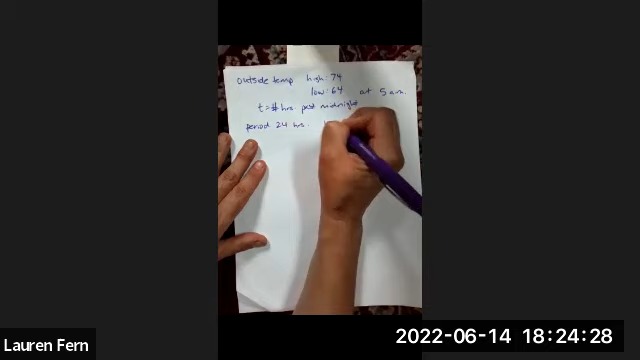 outside temp high: 74
low: 64 at 5 a.m.
t = # hrs past midnight
period 24 hrs.
Lauren Fern
2022-06-14 18:24:28